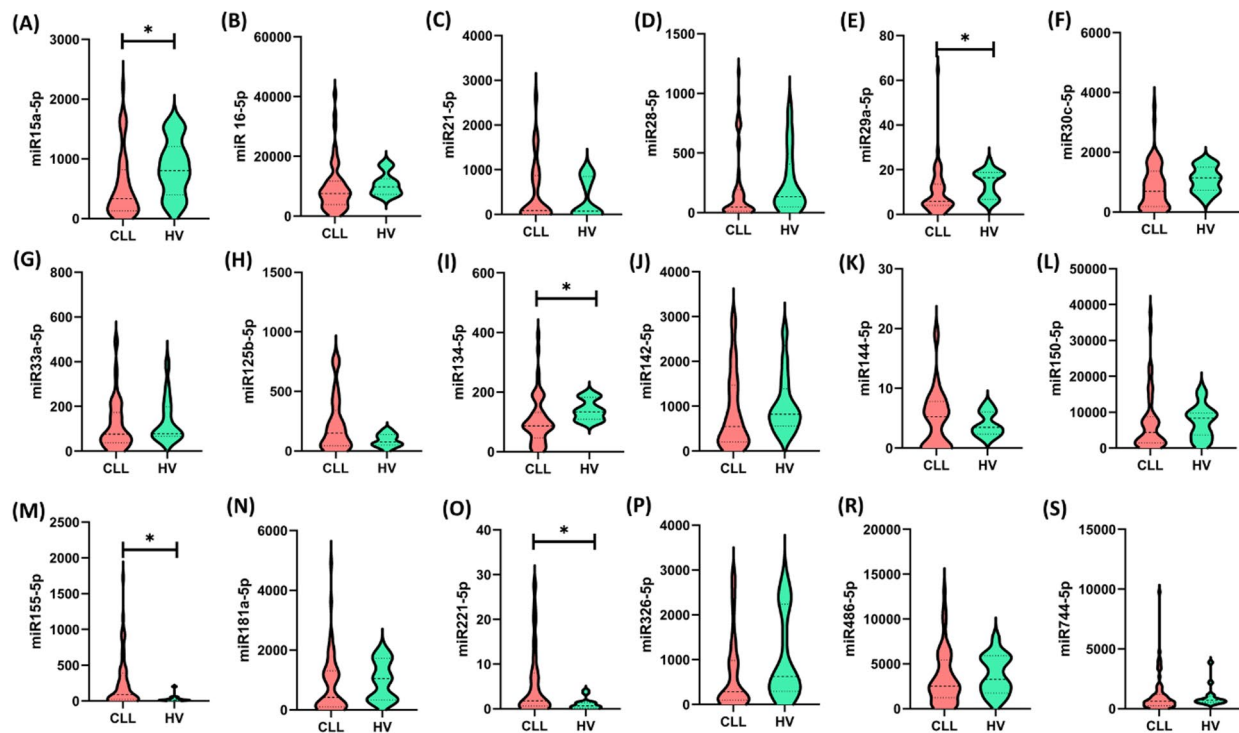 (A)
miR15a-5p
3000
2000
1000
0
*
CLL HV
(B)
miR 16-5p
60000
40000
20000
0
CLL HV
(C)
miR21-5p
4000
3000
2000
1000
0
CLL HV
(D)
miR28-5p
1500
1000
500
0
CLL HV
(E)
miR29a-5p
80
60
40
20
0
*
CLL HV
(F)
miR30c-5p
6000
4000
2000
0
CLL HV
(G)
miR33a-5p
800
600
400
200
0
CLL HV
(H)
miR125b-5p
1500
1000
500
0
CLL HV
(I)
miR134-5p
600
400
200
0
*
CLL HV
(J)
miR142-5p
4000
3000
2000
1000
0
CLL HV
(K)
miR144-5p
30
20
10
0
CLL HV
(L)
miR150-5p
50000
40000
30000
20000
10000
0
CLL HV
(M)
miR155-5p
2500
2000
1500
1000
500
0
*
CLL HV
(N)
miR181a-5p
6000
4000
2000
0
CLL HV
(O)
miR221-5p
40
30
20
10
0
*
CLL HV
(P)
miR326-5p
4000
3000
2000
1000
0
CLL HV
(R)
miR486-5p
20000
15000
10000
5000
0
CLL HV
(S)
miR744-5p
15000
10000
5000
0
CLL HV